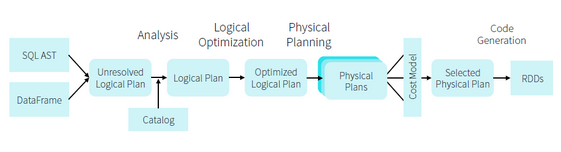 Analysis
Logical
Optimization
Physical
Planning
Code
Generation
SQL AST
DataFrame
Unresolved
Logical Plan
Catalog
Logical Plan
Optimized
Logical Plan
Physical
Plans
Cost Model
Selected
Physical Plan
RDDs